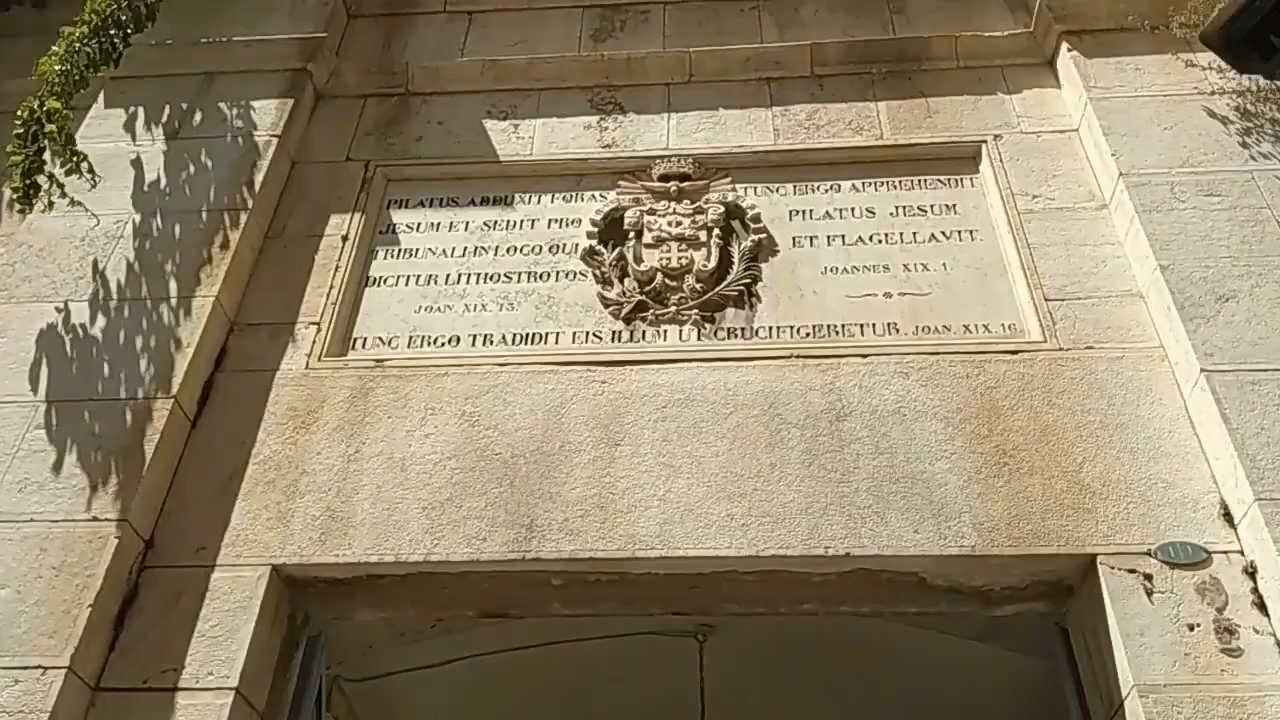 PILATUS ADDUXIT FORAS
JESUM ET SEDIT PRO
TRIBUNALI IN LOCO QUI
DICITUR LITHOSTROTOS
JOAN. XIX. 13.
TUNC ERGO APPREHENDIT
PILATUS JESUM
ET FLAGELLAVIT.
JOANNES XIX. 1.
TUNC ERGO TRADIDIT EIS ILLUM UT CRUCIFIGERETUR. JOAN. XIX. 16.